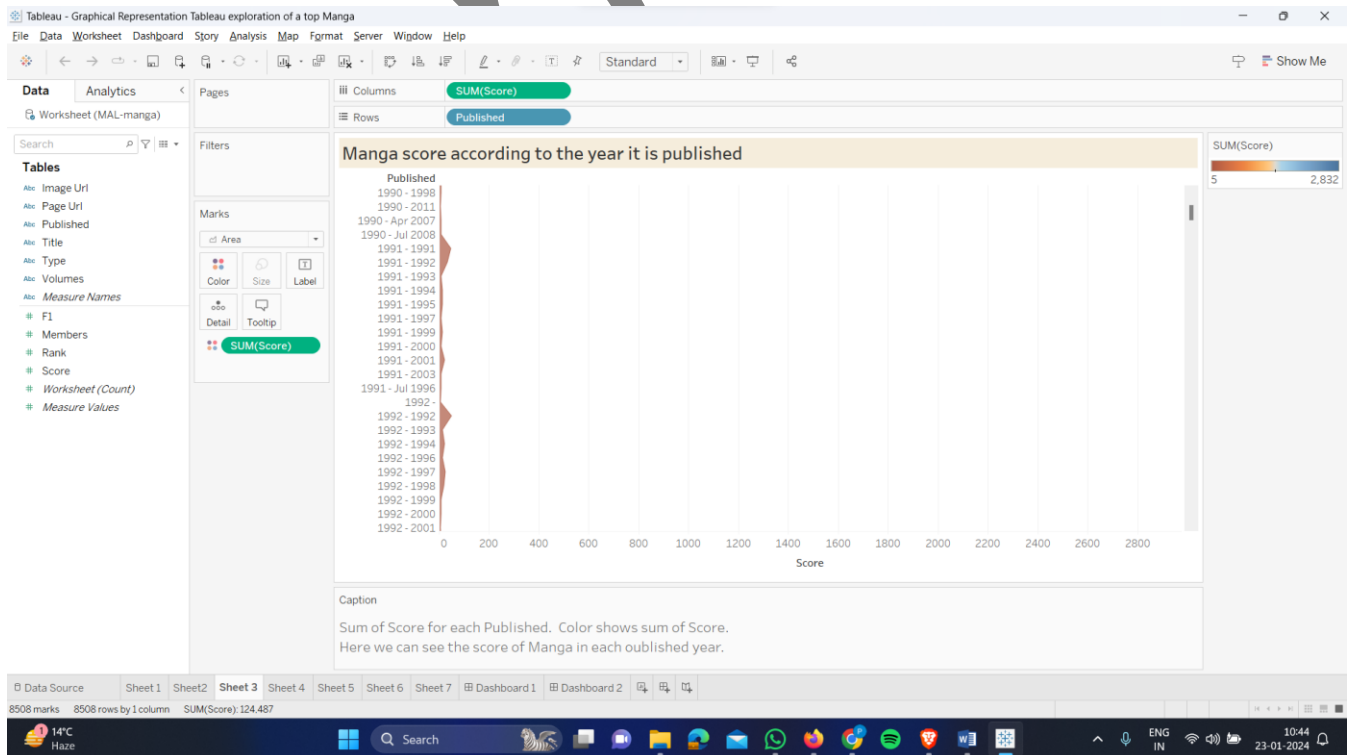 Tableau - Graphical Representation Tableau exploration of a top Manga
File Data Worksheet Dashboard Story Analysis Map Format Server Window Help
Standard
Show Me
Data Analytics
Worksheet (MAL-manga)
Search
Tables
Abc Image Url
Abc Page Url
Abc Published
Abc Title
Abc Type
Abc Volumes
Abc Measure Names
# F1
# Members
# Rank
# Score
# Worksheet (Count)
# Measure Values
Pages
Filters
Marks
Area
Color Size Label
Detail Tooltip
SUM(Score)
Columns SUM(Score)
Rows Published
Manga score according to the year it is published
Published
1990 - 1998
1990 - 2011
1990 - Apr 2007
1990 - Jul 2008
1991 - 1991
1991 - 1992
1991 - 1993
1991 - 1994
1991 - 1995
1991 - 1997
1991 - 1999
1991 - 2000
1991 - 2001
1991 - 2003
1991 - Jul 1996
1992 -
1992 - 1992
1992 - 1993
1992 - 1994
1992 - 1996
1992 - 1997
1992 - 1998
1992 - 1999
1992 - 2000
1992 - 2001
0 200 400 600 800 1000 1200 1400 1600 1800 2000 2200 2400 2600 2800
Score
SUM(Score)
5 2,832
Caption
Sum of Score for each Published. Color shows sum of Score.
Here we can see the score of Manga in each oublished year.
Data Source Sheet 1 Sheet2 Sheet 3 Sheet 4 Sheet 5 Sheet 6 Sheet 7 Dashboard 1 Dashboard 2
8508 marks 8508 rows by 1 column SUM(Score): 124,487
1
14°C
Haze
Search
ENG
IN
10:44
23-01-2024